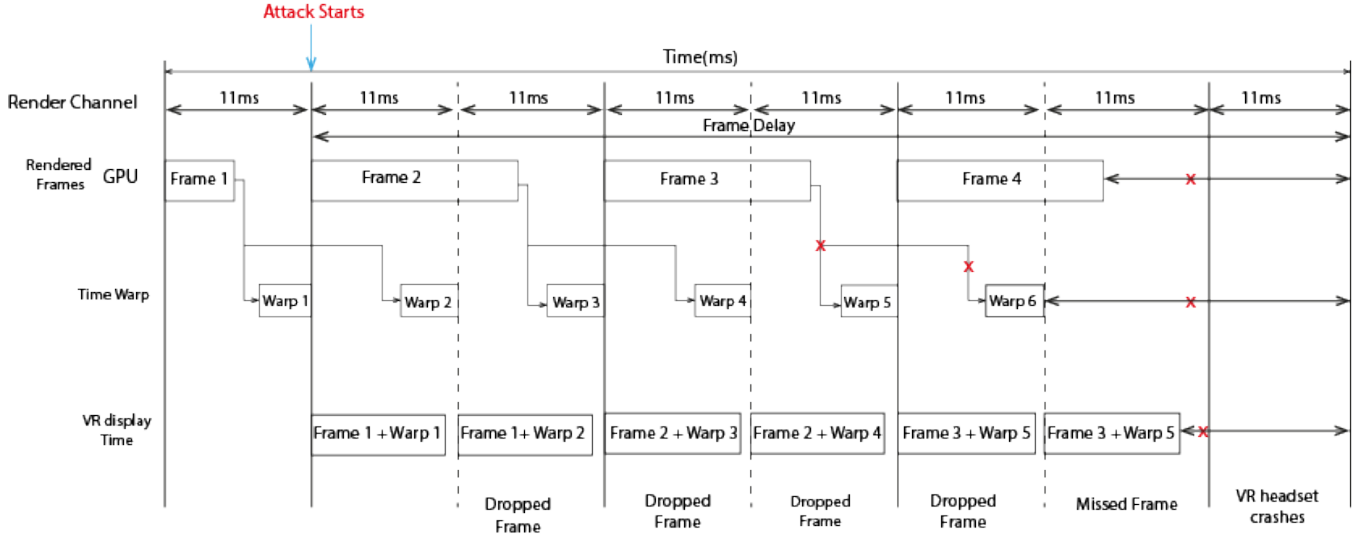 Attack Starts
Time(ms)
Render Channel
11ms
11ms
11ms
11ms
11ms
11ms
11ms
11ms
Frame Delay
Rendered
Frames
GPU
Frame 1
Frame 2
Frame 3
Frame 4
x
x
x
Time Warp
Warp 1
Warp 2
Warp 3
Warp 4
Warp 5
Warp 6
x
VR display
Time
Frame 1 + Warp 1
Frame 1+ Warp 2
Frame 2 + Warp 3
Frame 2 + Warp 4
Frame 3 + Warp 5
Frame 3 + Warp 5
x
Dropped
Frame
Dropped
Frame
Dropped
Frame
Dropped
Frame
Missed Frame
VR headset
crashes